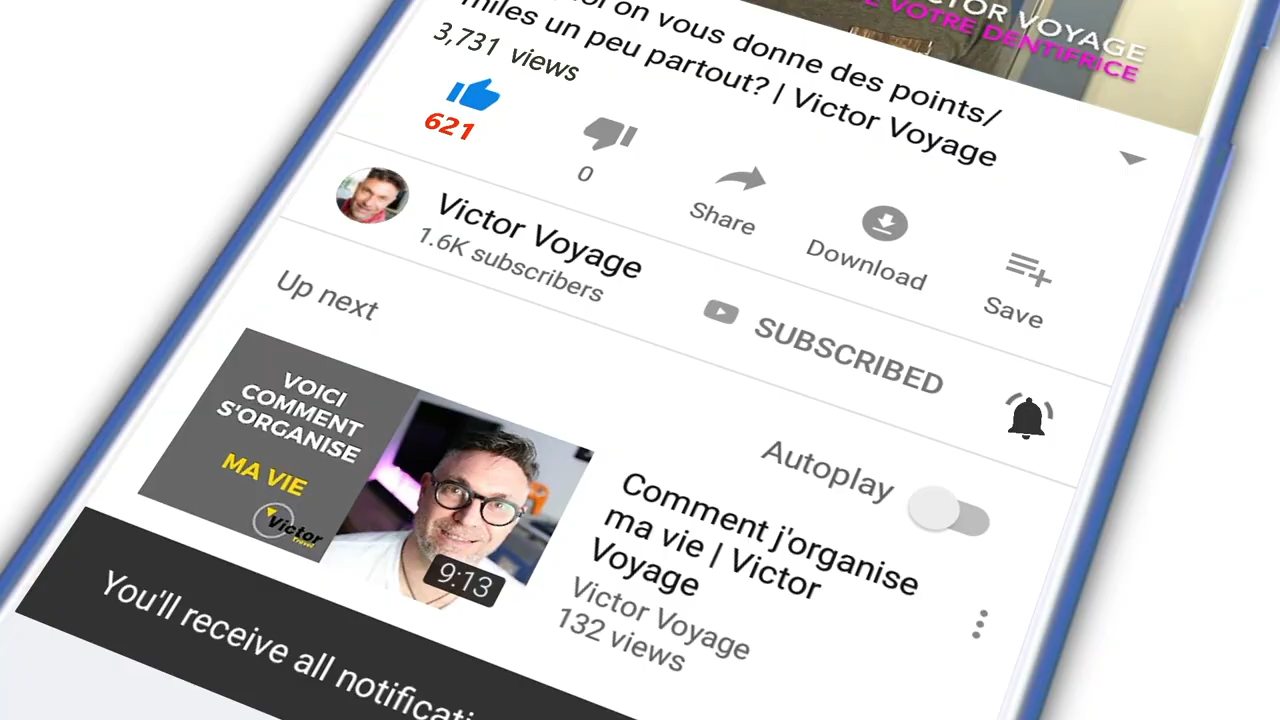 CTOR VOYAGE
E VOTRE DENTIFRICE
oi on vous donne des points/
miles un peu partout? | Victor Voyage
3,731 views
621
0
Share
Download
Save
Victor Voyage
1.6K subscribers
SUBSCRIBED
Up next
Autoplay
VOICI
COMMENT
S'ORGANISE
MA VIE
Victor
Travel
9:13
Comment j'organise
ma vie | Victor
Voyage
Victor Voyage
132 views
You'll receive all notificati